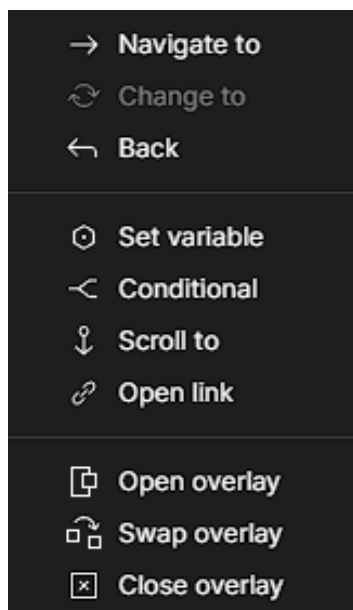 Navigate to
Change to
Back
Set variable
Conditional
Scroll to
Open link
Open overlay
Swap overlay
Close overlay